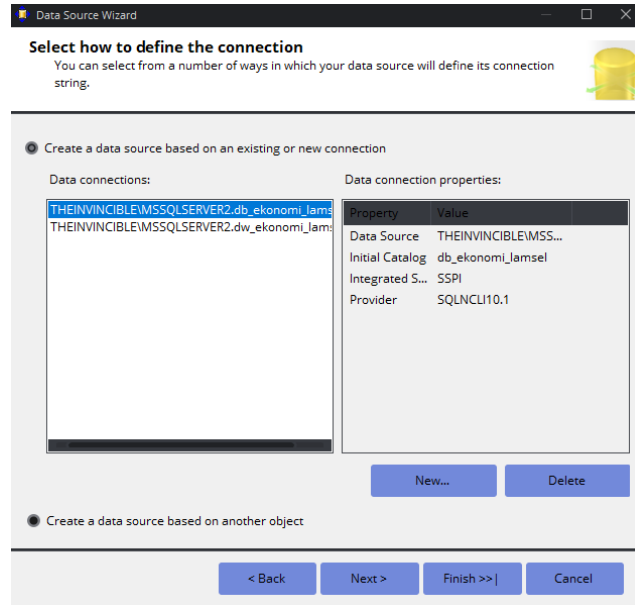 Data Source Wizard
Select how to define the connection
You can select from a number of ways in which your data source will define its connection
string.
Create a data source based on an existing or new connection
Data connections:
THEINVINCIBLE\MSSQLSERVER2.db_ekonomi_lams
THEINVINCIBLE\MSSQLSERVER2.dw_ekonomi_lams
Data connection properties:
Property Value
Data Source THEINVINCIBLE\MSS...
Initial Catalog db_ekonomi_lamsel
Integrated S... SSPI
Provider SQLNCLI10.1
New... Delete
Create a data source based on another object
< Back Next > Finish >>| Cancel